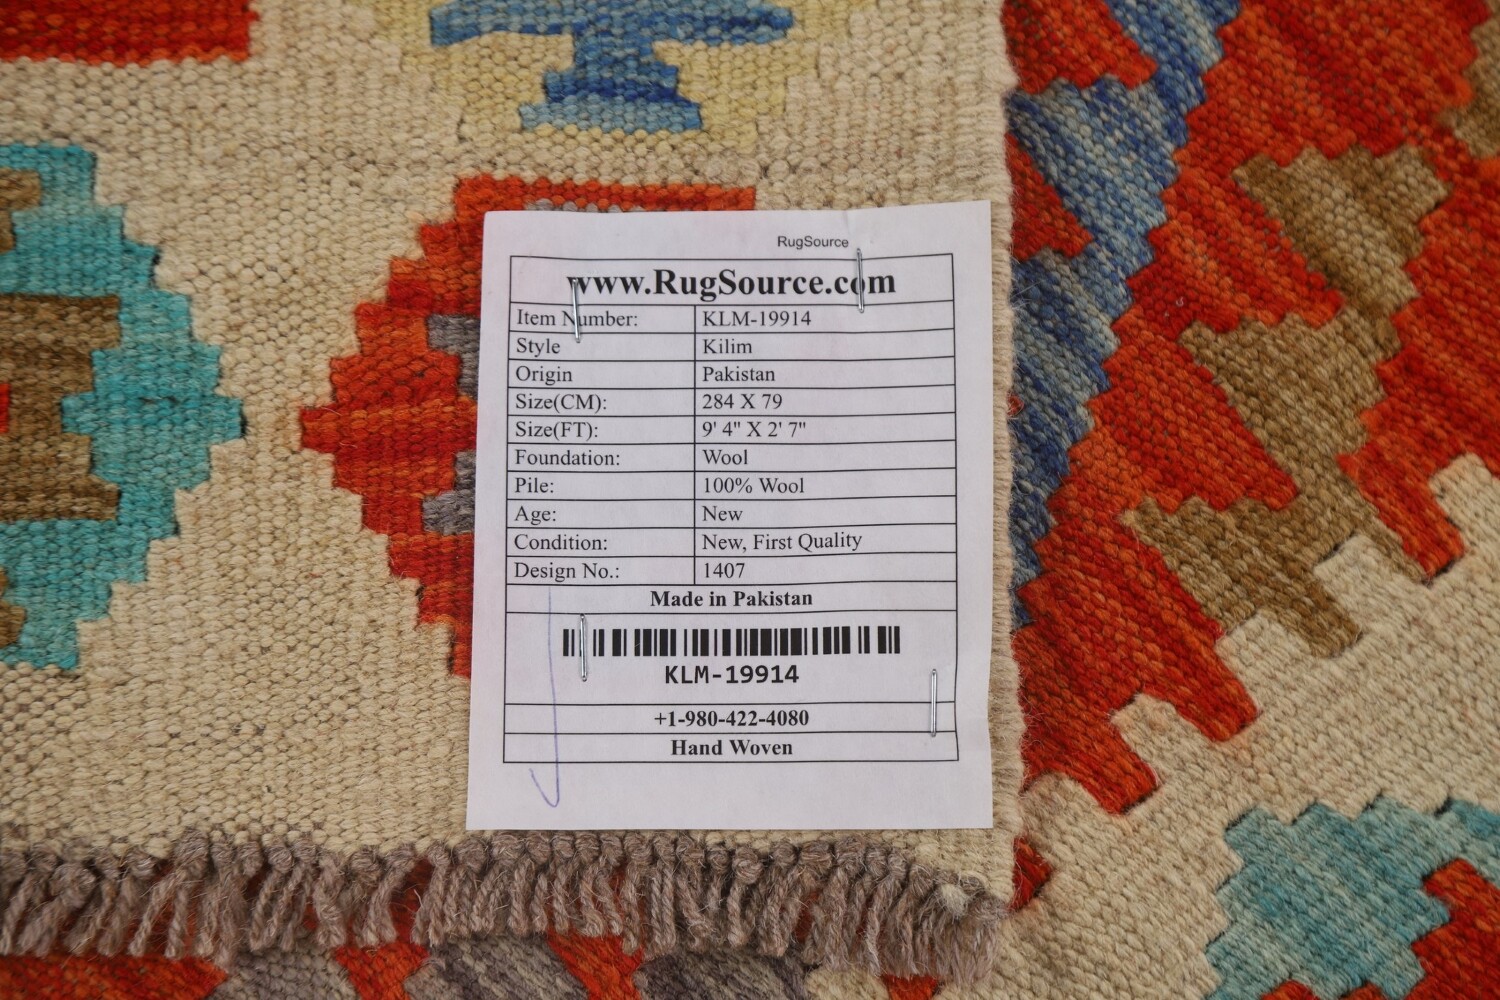 RugSource
www.RugSource.com
Item Number: KLM-19914
Style Kilim
Origin Pakistan
Size(CM): 284 X 79
Size(FT): 9' 4" X 2' 7"
Foundation: Wool
Pile: 100% Wool
Age: New
Condition: New, First Quality
Design No.: 1407
Made in Pakistan
KLM-19914
+1-980-422-4080
Hand Woven